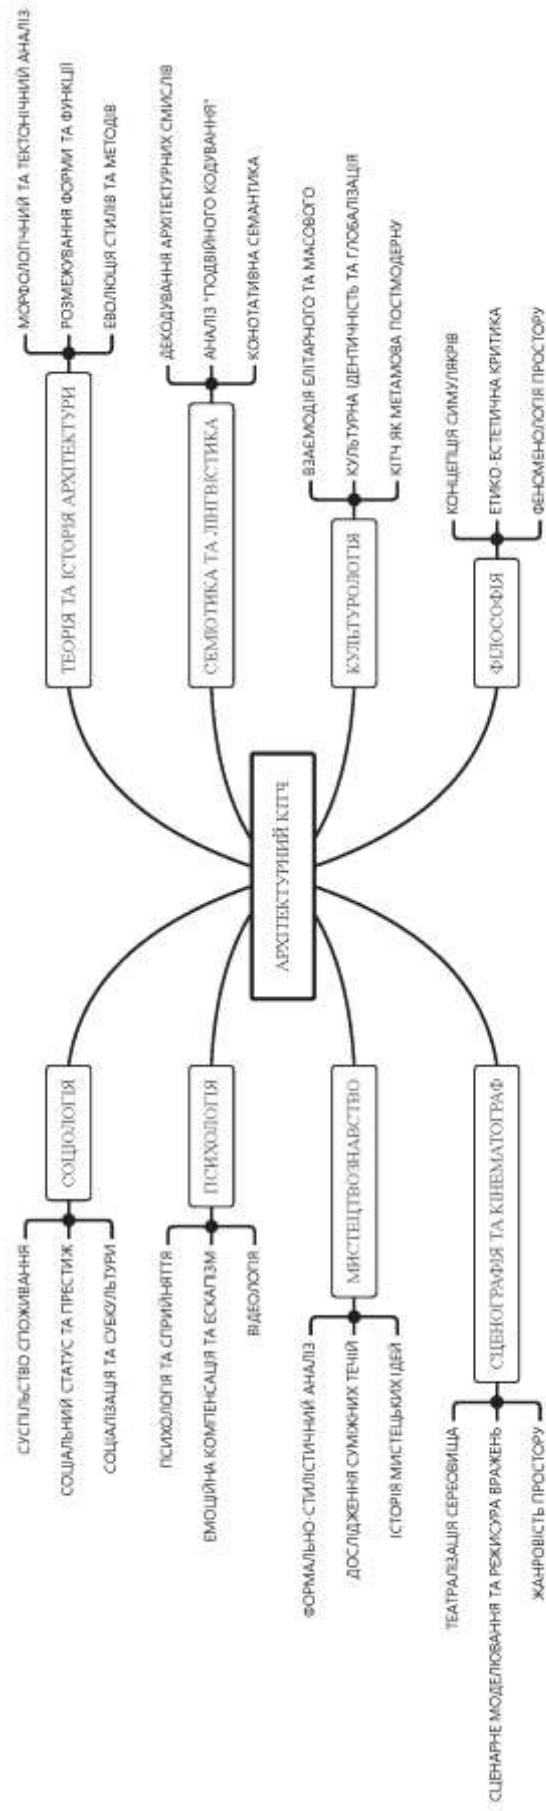 СУСПІЛЬСТВО СПОЖИВАННЯ
СОЦІАЛЬНИЙ СТАТУС ТА ПРЕСТИЖ
СОЦІАЛІЗАЦІЯ ТА СУБКУЛЬТУРИ
СОЦІОЛОГІЯ
ПСИХОЛОГІЯ ТА СПРИЙНЯТТЯ
ЕМОЦІЙНА КОМПЕНСАЦІЯ ТА ЕСКАПІЗМ
ВІДЕОЛОГІЯ
ПСИХОЛОГІЯ
ФОРМАЛЬНО-СТИЛІСТИЧНИЙ АНАЛІЗ
ДОСЛІДЖЕННЯ СУМІЖНИХ ТЕЧІЙ
ІСТОРІЯ МИСТЕЦЬКИХ ІДЕЙ
МИСТЕЦТВОЗНАВСТВО
ТЕАТРАЛІЗАЦІЯ СЕРЕОВИЩА
СЦЕНАРНЕ МОДЕЛЮВАННЯ ТА РЕЖИСУРА ВРАЖЕНЬ
ЖАНРОВІСТЬ ПРОСТОРУ
СЦЕНОГРАФІЯ ТА КІНЕМАТОГРАФ
АРХІТЕКТУРНИЙ КІТЧ
ТЕОРІЯ ТА ІСТОРІЯ АРХІТЕКТУРИ
МОРФОЛОГІЧНИЙ ТА ТЕКТОНІЧНИЙ АНАЛІЗ
РОЗМЕЖУВАННЯ ФОРМИ ТА ФУНКЦІЇ
ЕВОЛЮЦІЯ СТИЛІВ ТА МЕТОДІВ
СЕМІОТИКА ТА ЛІНГВІСТИКА
ДЕКОДУВАННЯ АРХІТЕКТУРНИХ СМИСЛІВ
АНАЛІЗ "ПОДВІЙНОГО КОДУВАННЯ"
КОНОТАТИВНА СЕМАНТИКА
КУЛЬТУРОЛОГІЯ
ВЗАЄМОДІЯ ЕЛІТАРНОГО ТА МАСОВОГО
КУЛЬТУРНА ІДЕНТИЧНІСТЬ ТА ГЛОБАЛІЗАЦІЯ
КІТЧ ЯК МЕТАМОВА ПОСТМОДЕРНУ
ФІЛОСОФІЯ
КОНЦЕПЦІЯ СИМУЛЯКРІВ
ЕТИКО-ЕСТЕТИЧНА КРИТИКА
ФЕНОМЕНОЛОГІЯ ПРОСТОРУ